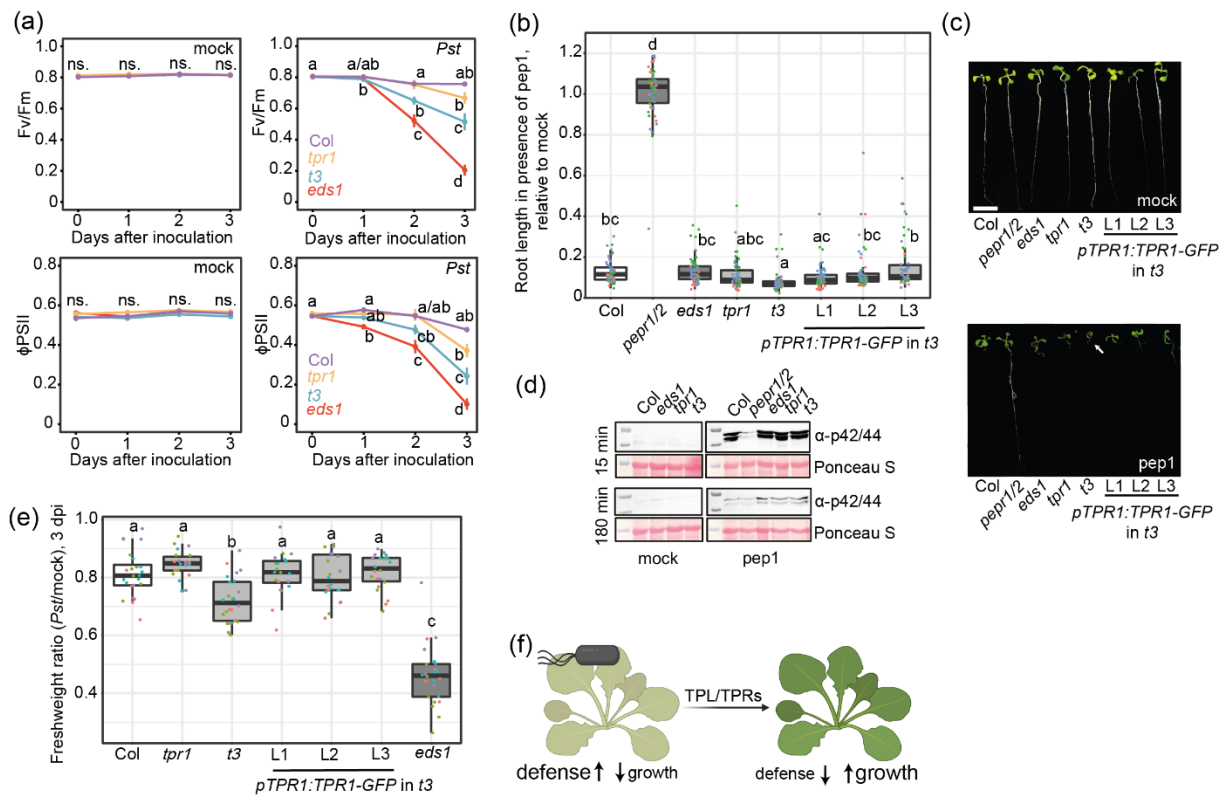 (a)
mock
ns. ns. ns. ns.
Fv/Fm
1.0
0.8
0.6
0.4
0.2
0
0 1 2 3
Days after inoculation
Pst
a a/ab a ab
b b b
c c
d
Fv/Fm
1.0
0.8
0.6
0.4
0.2
0
Col
tpr1
t3
eds1
0 1 2 3
Days after inoculation
mock
ns. ns. ns. ns.
ϕPSII
0.8
0.6
0.4
0.2
0
0 1 2 3
Days after inoculation
Pst
a a a/ab ab
ab bc b
b c c
d
ϕPSII
0.8
0.6
0.4
0.2
0
Col
tpr1
t3
eds1
0 1 2 3
Days after inoculation
(b)
Root length in presence of pep1,
relative to mock
1.2
1.0
0.8
0.6
0.4
0.2
0
d
bc bc abc a ac bc b
Col pepr1/2 eds1 tpr1 t3 L1 L2 L3
pTPR1:TPR1-GFP in t3
(c)
mock
Col pepr1/2 eds1 tpr1 t3 L1 L2 L3
pTPR1:TPR1-GFP
in t3
pep1
Col pepr1/2 eds1 tpr1 t3 L1 L2 L3
pTPR1:TPR1-GFP
in t3
(d)
Col eds1 tpr1 t3
Col pepr1/2 eds1 tpr1 t3
15 min
α-p42/44
Ponceau S
180 min
α-p42/44
Ponceau S
mock pep1
(e)
Freshweight ratio (Pst/mock), 3 dpi
1.0
0.8
0.6
0.4
a a b a a a c
Col tpr1 t3 L1 L2 L3 eds1
pTPR1:TPR1-GFP in t3
(f)
TPL/TPRs
defense growth
defense growth